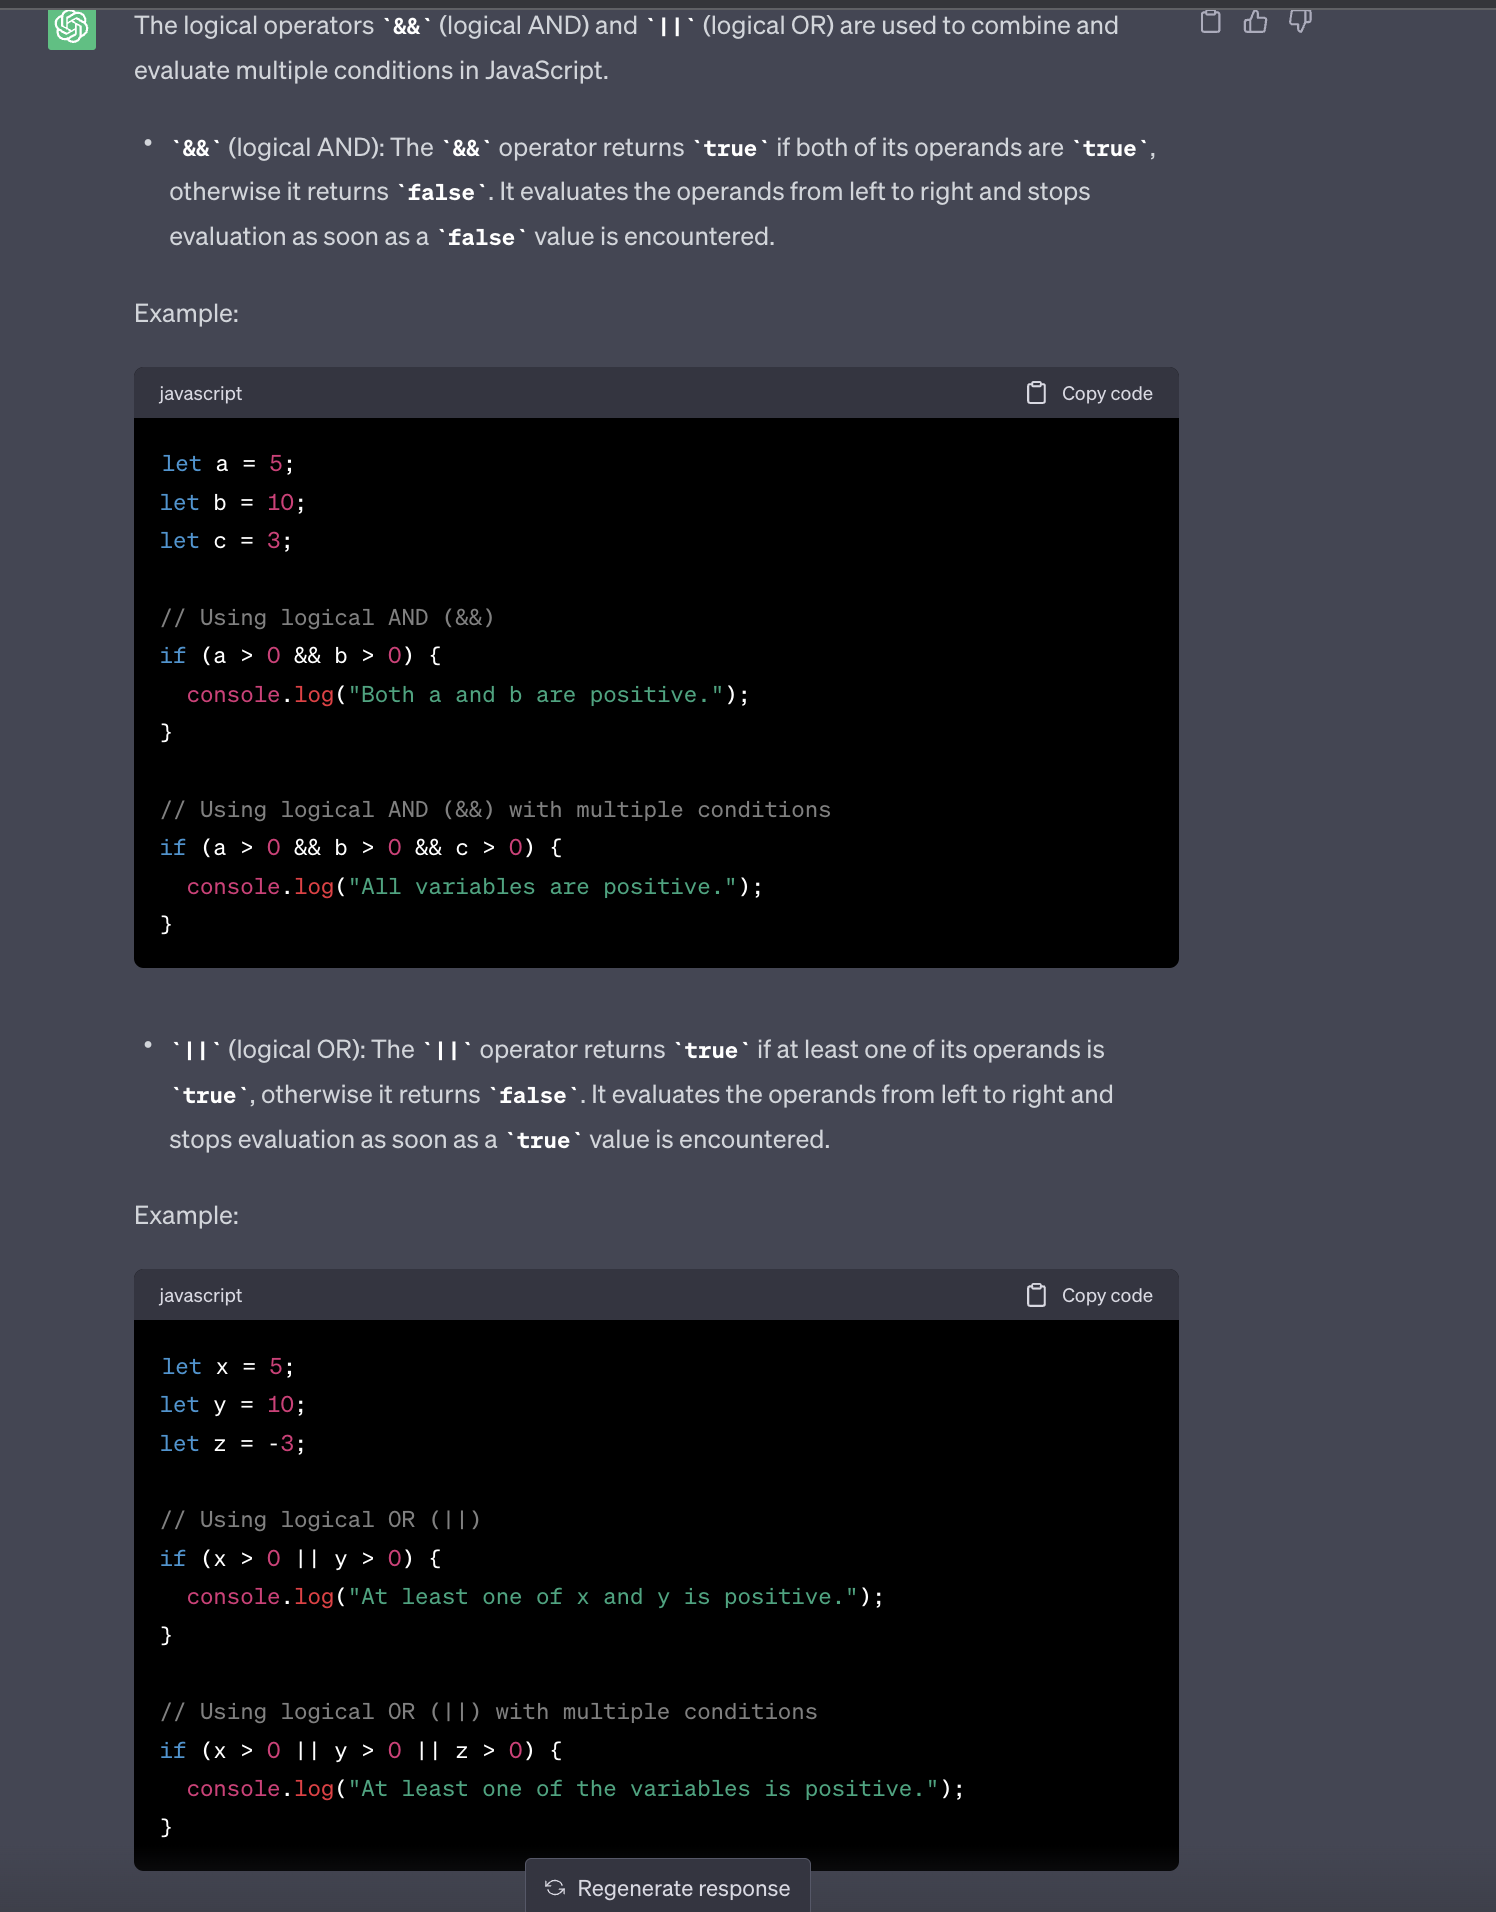 The logical operators `&&` (logical AND) and `||` (logical OR) are used to combine and
evaluate multiple conditions in JavaScript.
• `&&` (logical AND): The `&&` operator returns `true` if both of its operands are `true`,
otherwise it returns `false`. It evaluates the operands from left to right and stops
evaluation as soon as a `false` value is encountered.
Example:
javascript Copy code
let a = 5;
let b = 10;
let c = 3;
// Using logical AND (&&)
if (a > 0 && b > 0) {
  console.log("Both a and b are positive.");
}
// Using logical AND (&&) with multiple conditions
if (a > 0 && b > 0 && c > 0) {
  console.log("All variables are positive.");
}
• `||` (logical OR): The `||` operator returns `true` if at least one of its operands is
`true`, otherwise it returns `false`. It evaluates the operands from left to right and
stops evaluation as soon as a `true` value is encountered.
Example:
javascript Copy code
let x = 5;
let y = 10;
let z = -3;
// Using logical OR (||)
if (x > 0 || y > 0) {
  console.log("At least one of x and y is positive.");
}
// Using logical OR (||) with multiple conditions
if (x > 0 || y > 0 || z > 0) {
  console.log("At least one of the variables is positive.");
}
Regenerate response